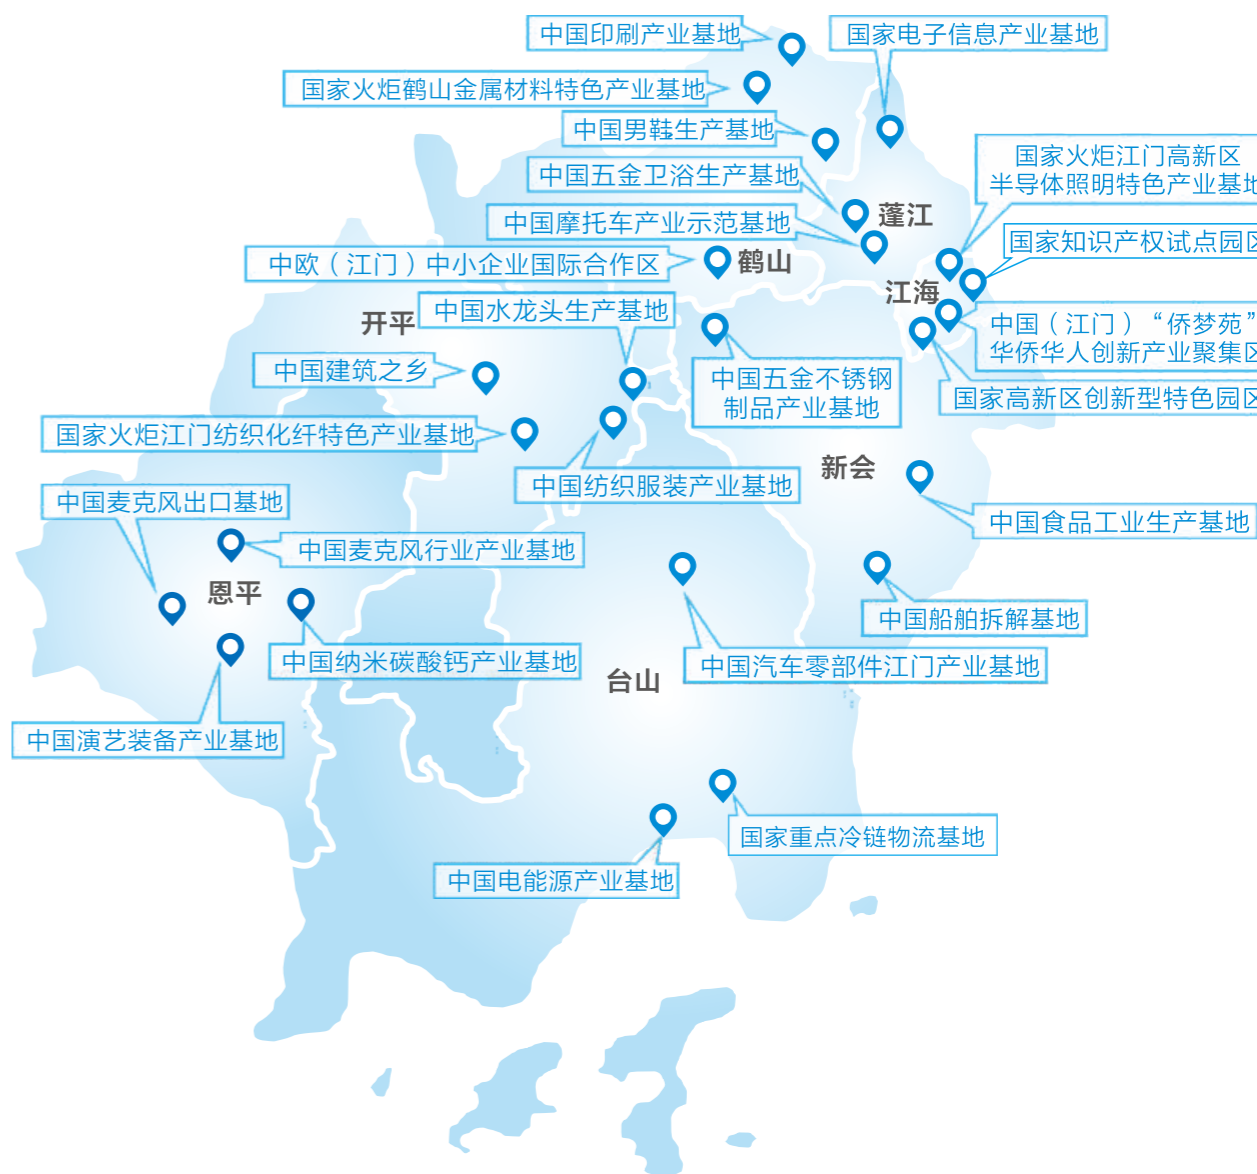 中国印刷产业基地
国家电子信息产业基地
国家火炬鹤山金属材料特色产业基地
中国男鞋生产基地
国家火炬江门高新区
半导体照明特色产业基地
中国五金卫浴生产基地
蓬江
中国摩托车产业示范基地
国家知识产权试点园区
中欧（江门）中小企业国际合作区
鹤山
江海
开平
中国水龙头生产基地
中国（江门）“侨梦苑”
华侨华人创新产业聚集区
中国建筑之乡
中国五金不锈钢
制品产业基地
国家高新区创新型特色园区
国家火炬江门纺织化纤特色产业基地
新会
中国纺织服装产业基地
中国麦克风出口基地
中国食品工业生产基地
中国麦克风行业产业基地
恩平
中国船舶拆解基地
中国纳米碳酸钙产业基地
中国汽车零部件江门产业基地
台山
中国演艺装备产业基地
国家重点冷链物流基地
中国电能源产业基地